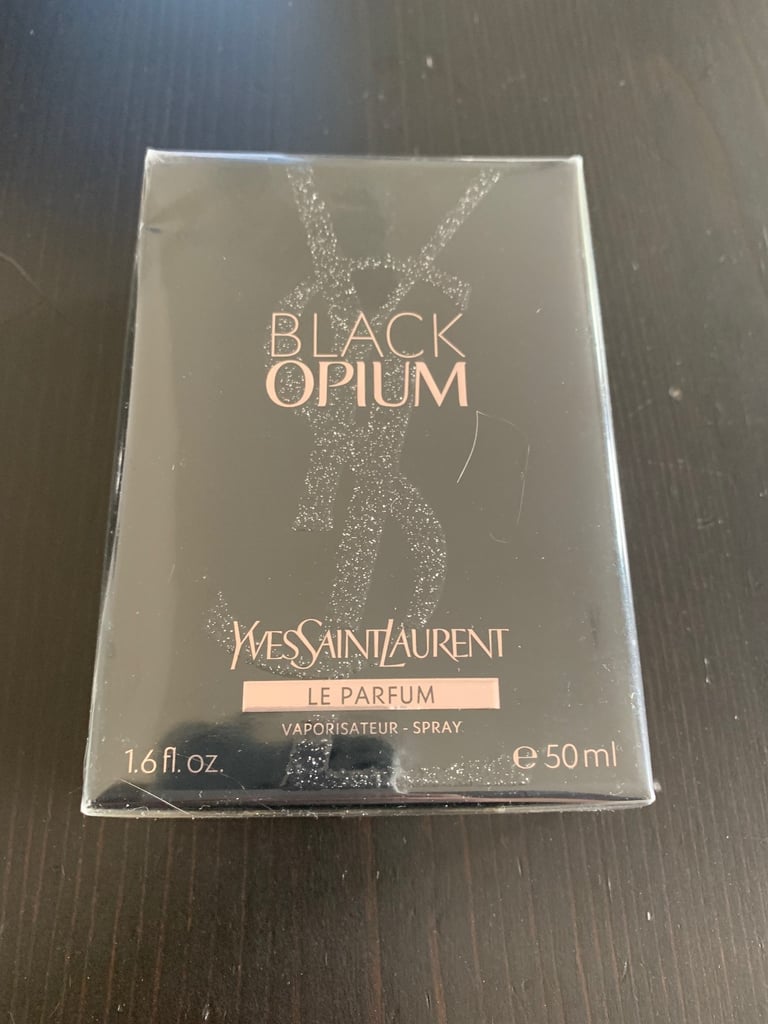 BLACK
OPIUM
YVESSAINTLAURENT
LE PARFUM
VAPORISATEUR - SPRAY
1.6 fl. oz. ℮ 50 ml